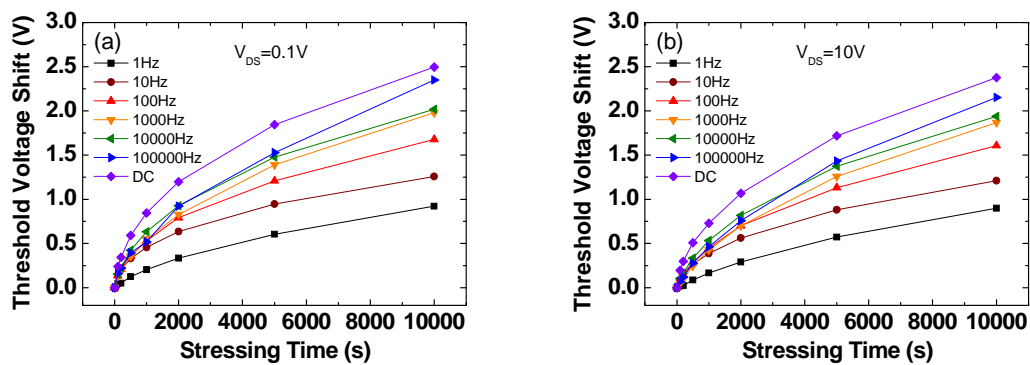 Threshold Voltage Shift (V)
3.0
2.5
2.0
1.5
1.0
0.5
0.0
(a)
V_DS=0.1V
1Hz
10Hz
100Hz
1000Hz
10000Hz
100000Hz
DC
0 2000 4000 6000 8000 10000
Stressing Time (s)
Threshold Voltage Shift (V)
3.0
2.5
2.0
1.5
1.0
0.5
0.0
(b)
V_DS=10V
1Hz
10Hz
100Hz
1000Hz
10000Hz
100000Hz
DC
0 2000 4000 6000 8000 10000
Stressing Time (s)